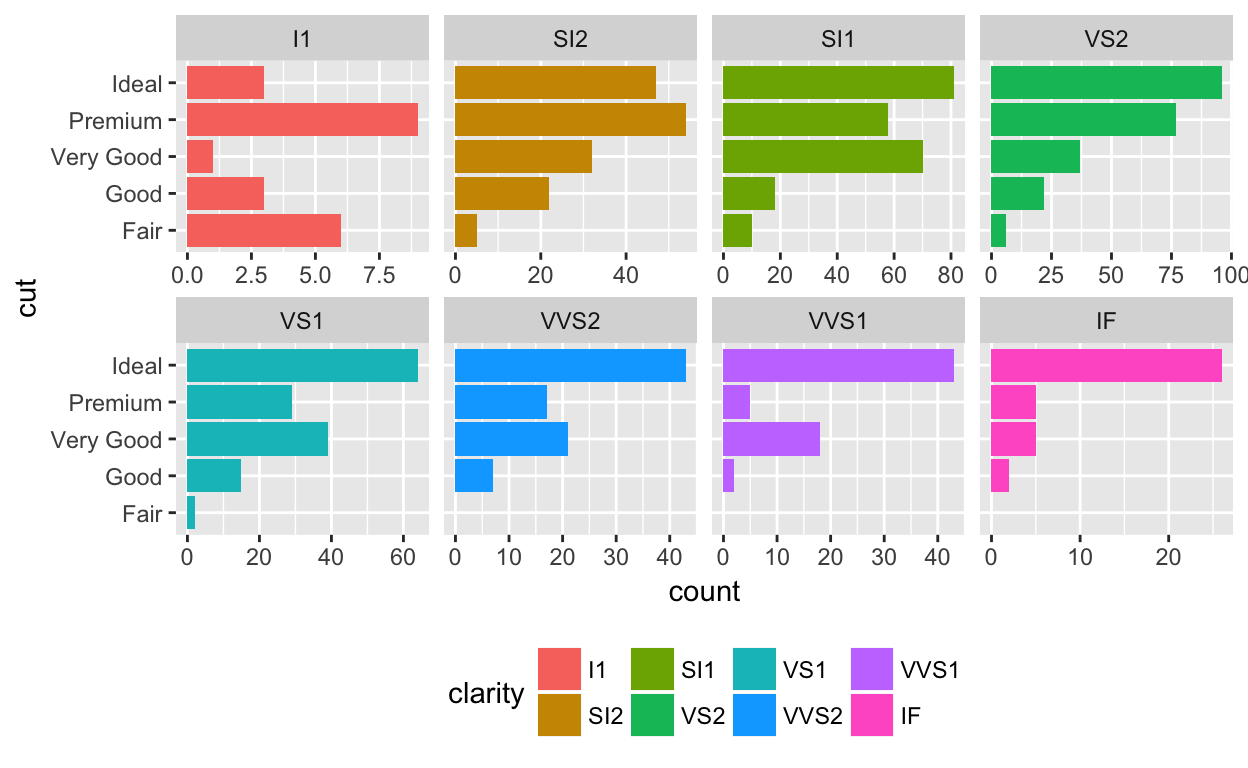 I1 SI2 SI1 VS2
Ideal
Premium
Very Good
Good
Fair
0.0 2.5 5.0 7.5 0 20 40 0 20 40 60 80 0 25 50 75 100
cut
VS1 VVS2 VVS1 IF
Ideal
Premium
Very Good
Good
Fair
0 20 40 60 0 10 20 30 40 0 10 20 30 40 0 10 20
count
clarity
I1 SI1 VS1 VVS1
SI2 VS2 VVS2 IF